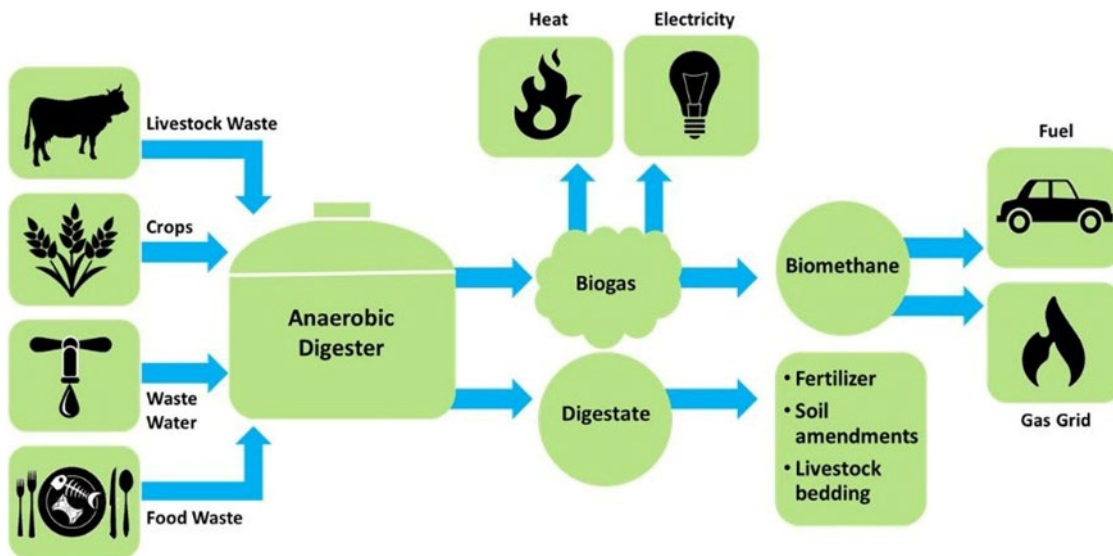 Heat
Electricity
Livestock Waste
Fuel
Crops
Biogas
Biomethane
Anaerobic
Digester
Waste
Water
Digestate
• Fertilizer
• Soil
amendments
• Livestock
bedding
Gas Grid
Food Waste